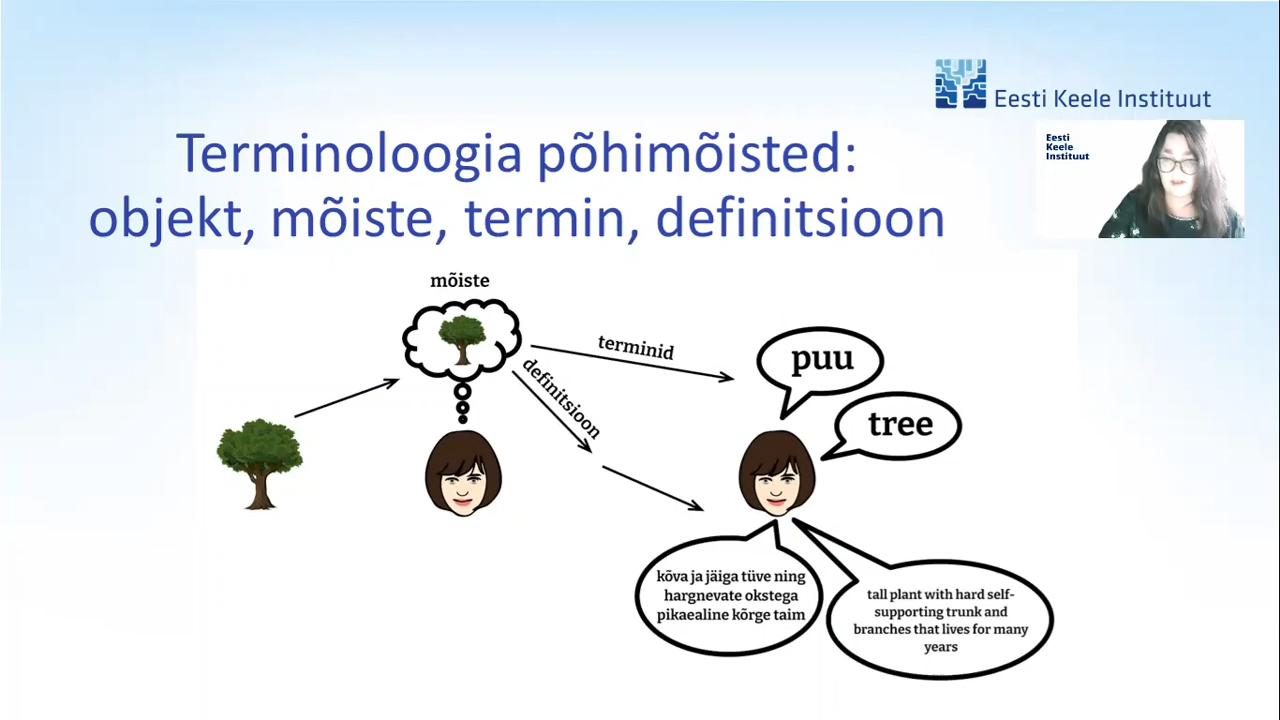 Eesti Keele Instituut
Terminoloogia põhimõisted:
objekt, mõiste, termin, definitsioon
Eesti
Keele
Instituut
mõiste
terminid
definitsioon
puu
tree
kõva ja jäiga tüve ning
hargnevate okstega
pikaealine kõrge taim
tall plant with hard self-
supporting trunk and
branches that lives for many
years